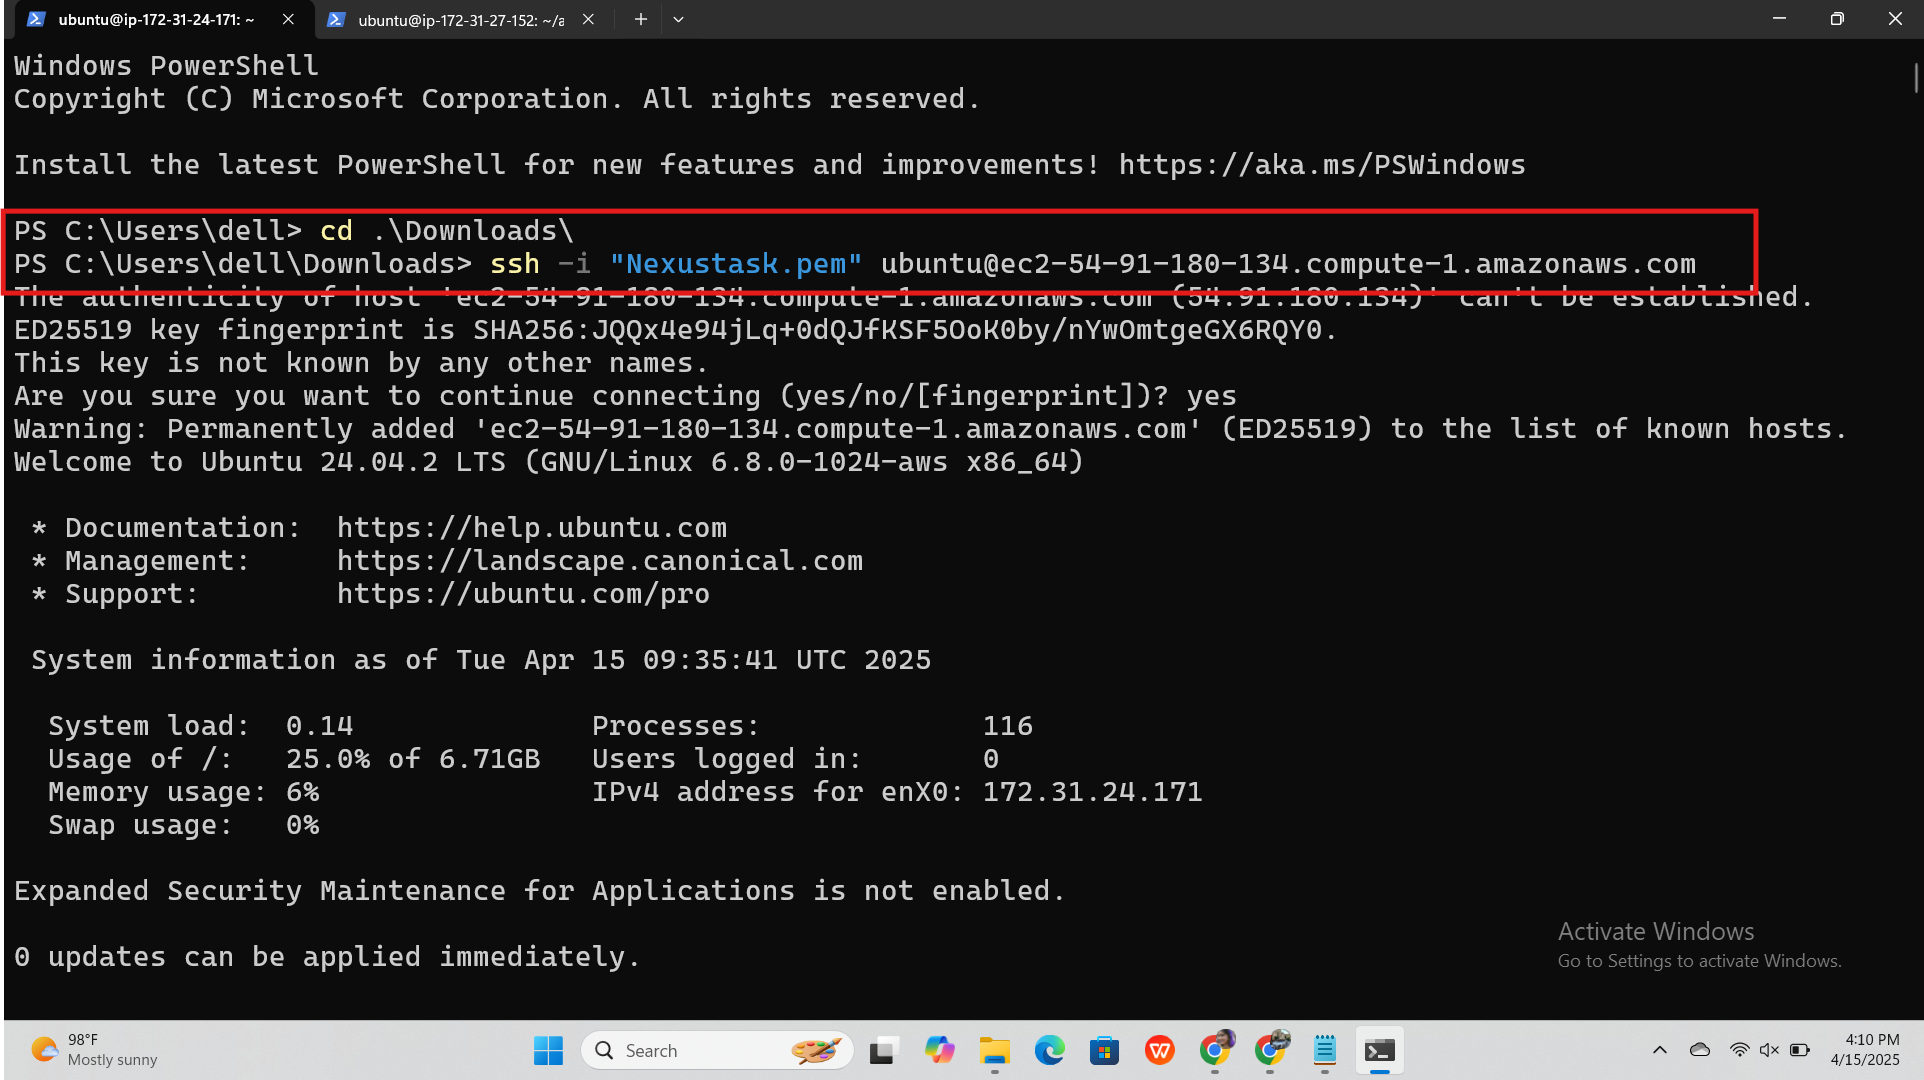 ubuntu@ip-172-31-24-171: ~
ubuntu@ip-172-31-27-152: ~/a
Windows PowerShell
Copyright (C) Microsoft Corporation. All rights reserved.
Install the latest PowerShell for new features and improvements! https://aka.ms/PSWindows
PS C:\Users\dell> cd .\Downloads\
PS C:\Users\dell\Downloads> ssh -i "Nexustask.pem" ubuntu@ec2-54-91-180-134.compute-1.amazonaws.com
The authenticity of host 'ec2-54-91-180-134.compute-1.amazonaws.com (54.91.180.134)' can't be established.
ED25519 key fingerprint is SHA256:JQQx4e94jLq+0dQJfKSF5OoK0by/nYwOmtgeGX6RQY0.
This key is not known by any other names.
Are you sure you want to continue connecting (yes/no/[fingerprint])? yes
Warning: Permanently added 'ec2-54-91-180-134.compute-1.amazonaws.com' (ED25519) to the list of known hosts.
Welcome to Ubuntu 24.04.2 LTS (GNU/Linux 6.8.0-1024-aws x86_64)
* Documentation: https://help.ubuntu.com
* Management: https://landscape.canonical.com
* Support: https://ubuntu.com/pro
System information as of Tue Apr 15 09:35:41 UTC 2025
System load: 0.14 Processes: 116
Usage of /: 25.0% of 6.71GB Users logged in: 0
Memory usage: 6% IPv4 address for enX0: 172.31.24.171
Swap usage: 0%
Expanded Security Maintenance for Applications is not enabled.
0 updates can be applied immediately.
Activate Windows
Go to Settings to activate Windows.
98°F
Mostly sunny
Search
4:10 PM
4/15/2025